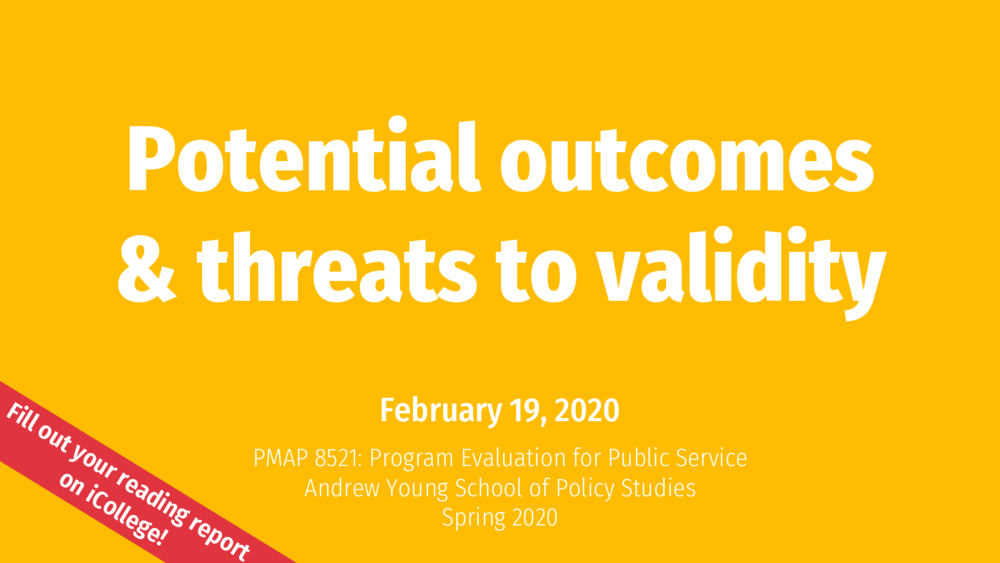 Potential outcomes
& threats to validity
February 19, 2020
PMAP 8521: Program Evaluation for Public Service
Andrew Young School of Policy Studies
Spring 2020
Fill out your reading report
on iCollege!